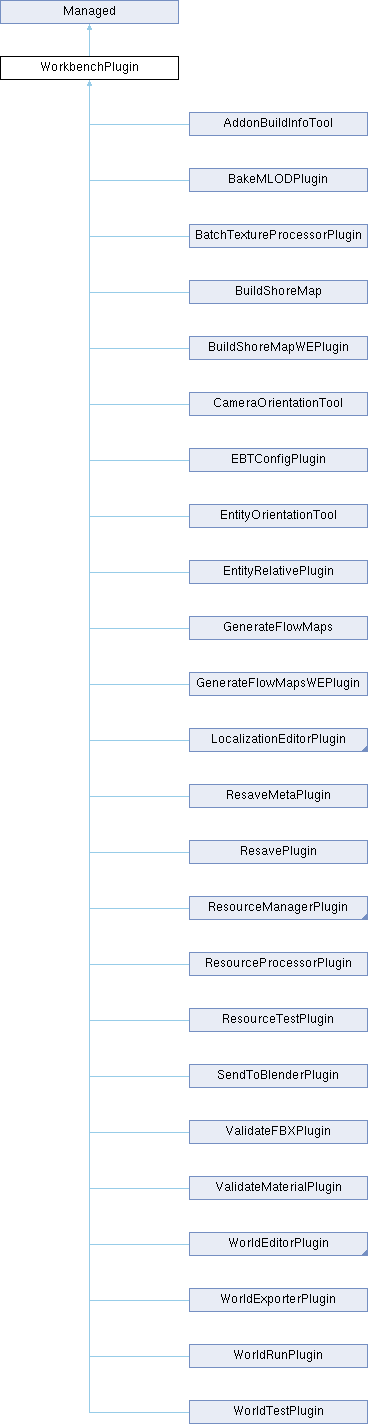 Managed
WorkbenchPlugin
AddonBuildInfoTool
BakeMLODPlugin
BatchTextureProcessorPlugin
BuildShoreMap
BuildShoreMapWEPlugin
CameraOrientationTool
EBTConfigPlugin
EntityOrientationTool
EntityRelativePlugin
GenerateFlowMaps
GenerateFlowMapsWEPlugin
LocalizationEditorPlugin
ResaveMetaPlugin
ResavePlugin
ResourceManagerPlugin
ResourceProcessorPlugin
ResourceTestPlugin
SendToBlenderPlugin
ValidateFBXPlugin
ValidateMaterialPlugin
WorldEditorPlugin
WorldExporterPlugin
WorldRunPlugin
WorldTestPlugin